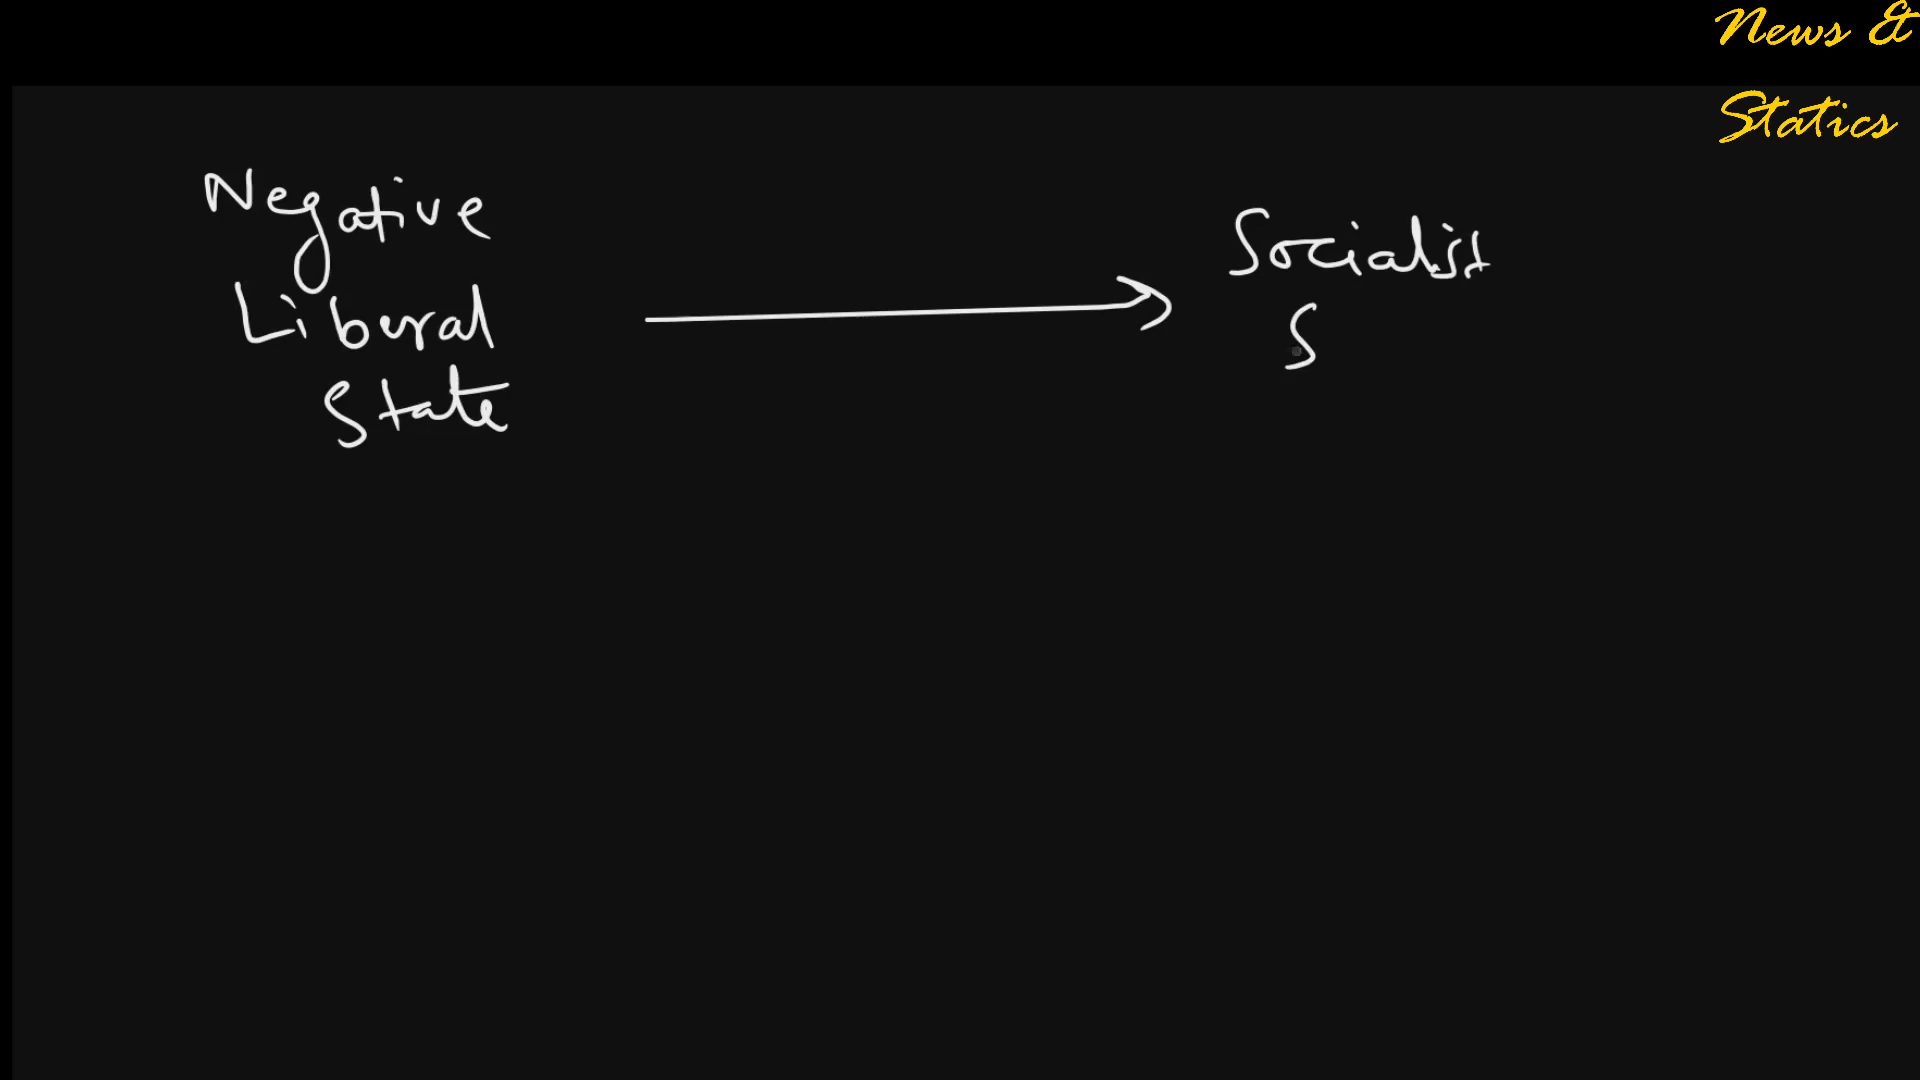 News &
Statics
Negative
Liberal
State
Socialist
S